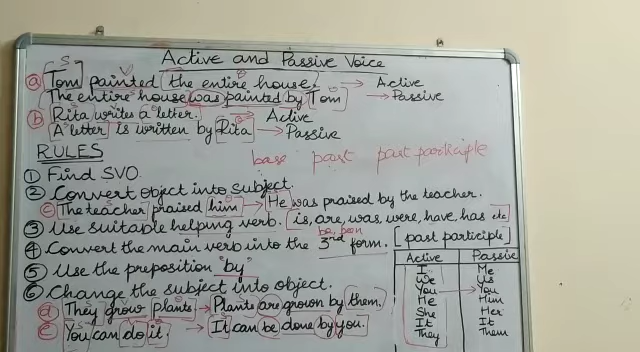 Active and Passive Voice
S V O
a) Tom painted the entire house. → Active
The entire house was painted by Tom → Passive
b) Rita writes a letter. → Active
A letter is written by Rita → Passive
base past past participle
RULES
① Find SVO.
② Convert object into subject.
c) The teacher praised him → He was praised by the teacher.
③ Use suitable helping verb. [is, are, was, were, have, has etc]
be, been
④ Convert the main verb into the 3rd form. [past participle]
⑤ Use the preposition "by"
⑥ Change the subject into object.
d) They grow plants → Plants are grown by them.
e) You can do it → It can be done by you.
Active Passive
I Me
We Us
You You
He Him
She Her
It It
They Them